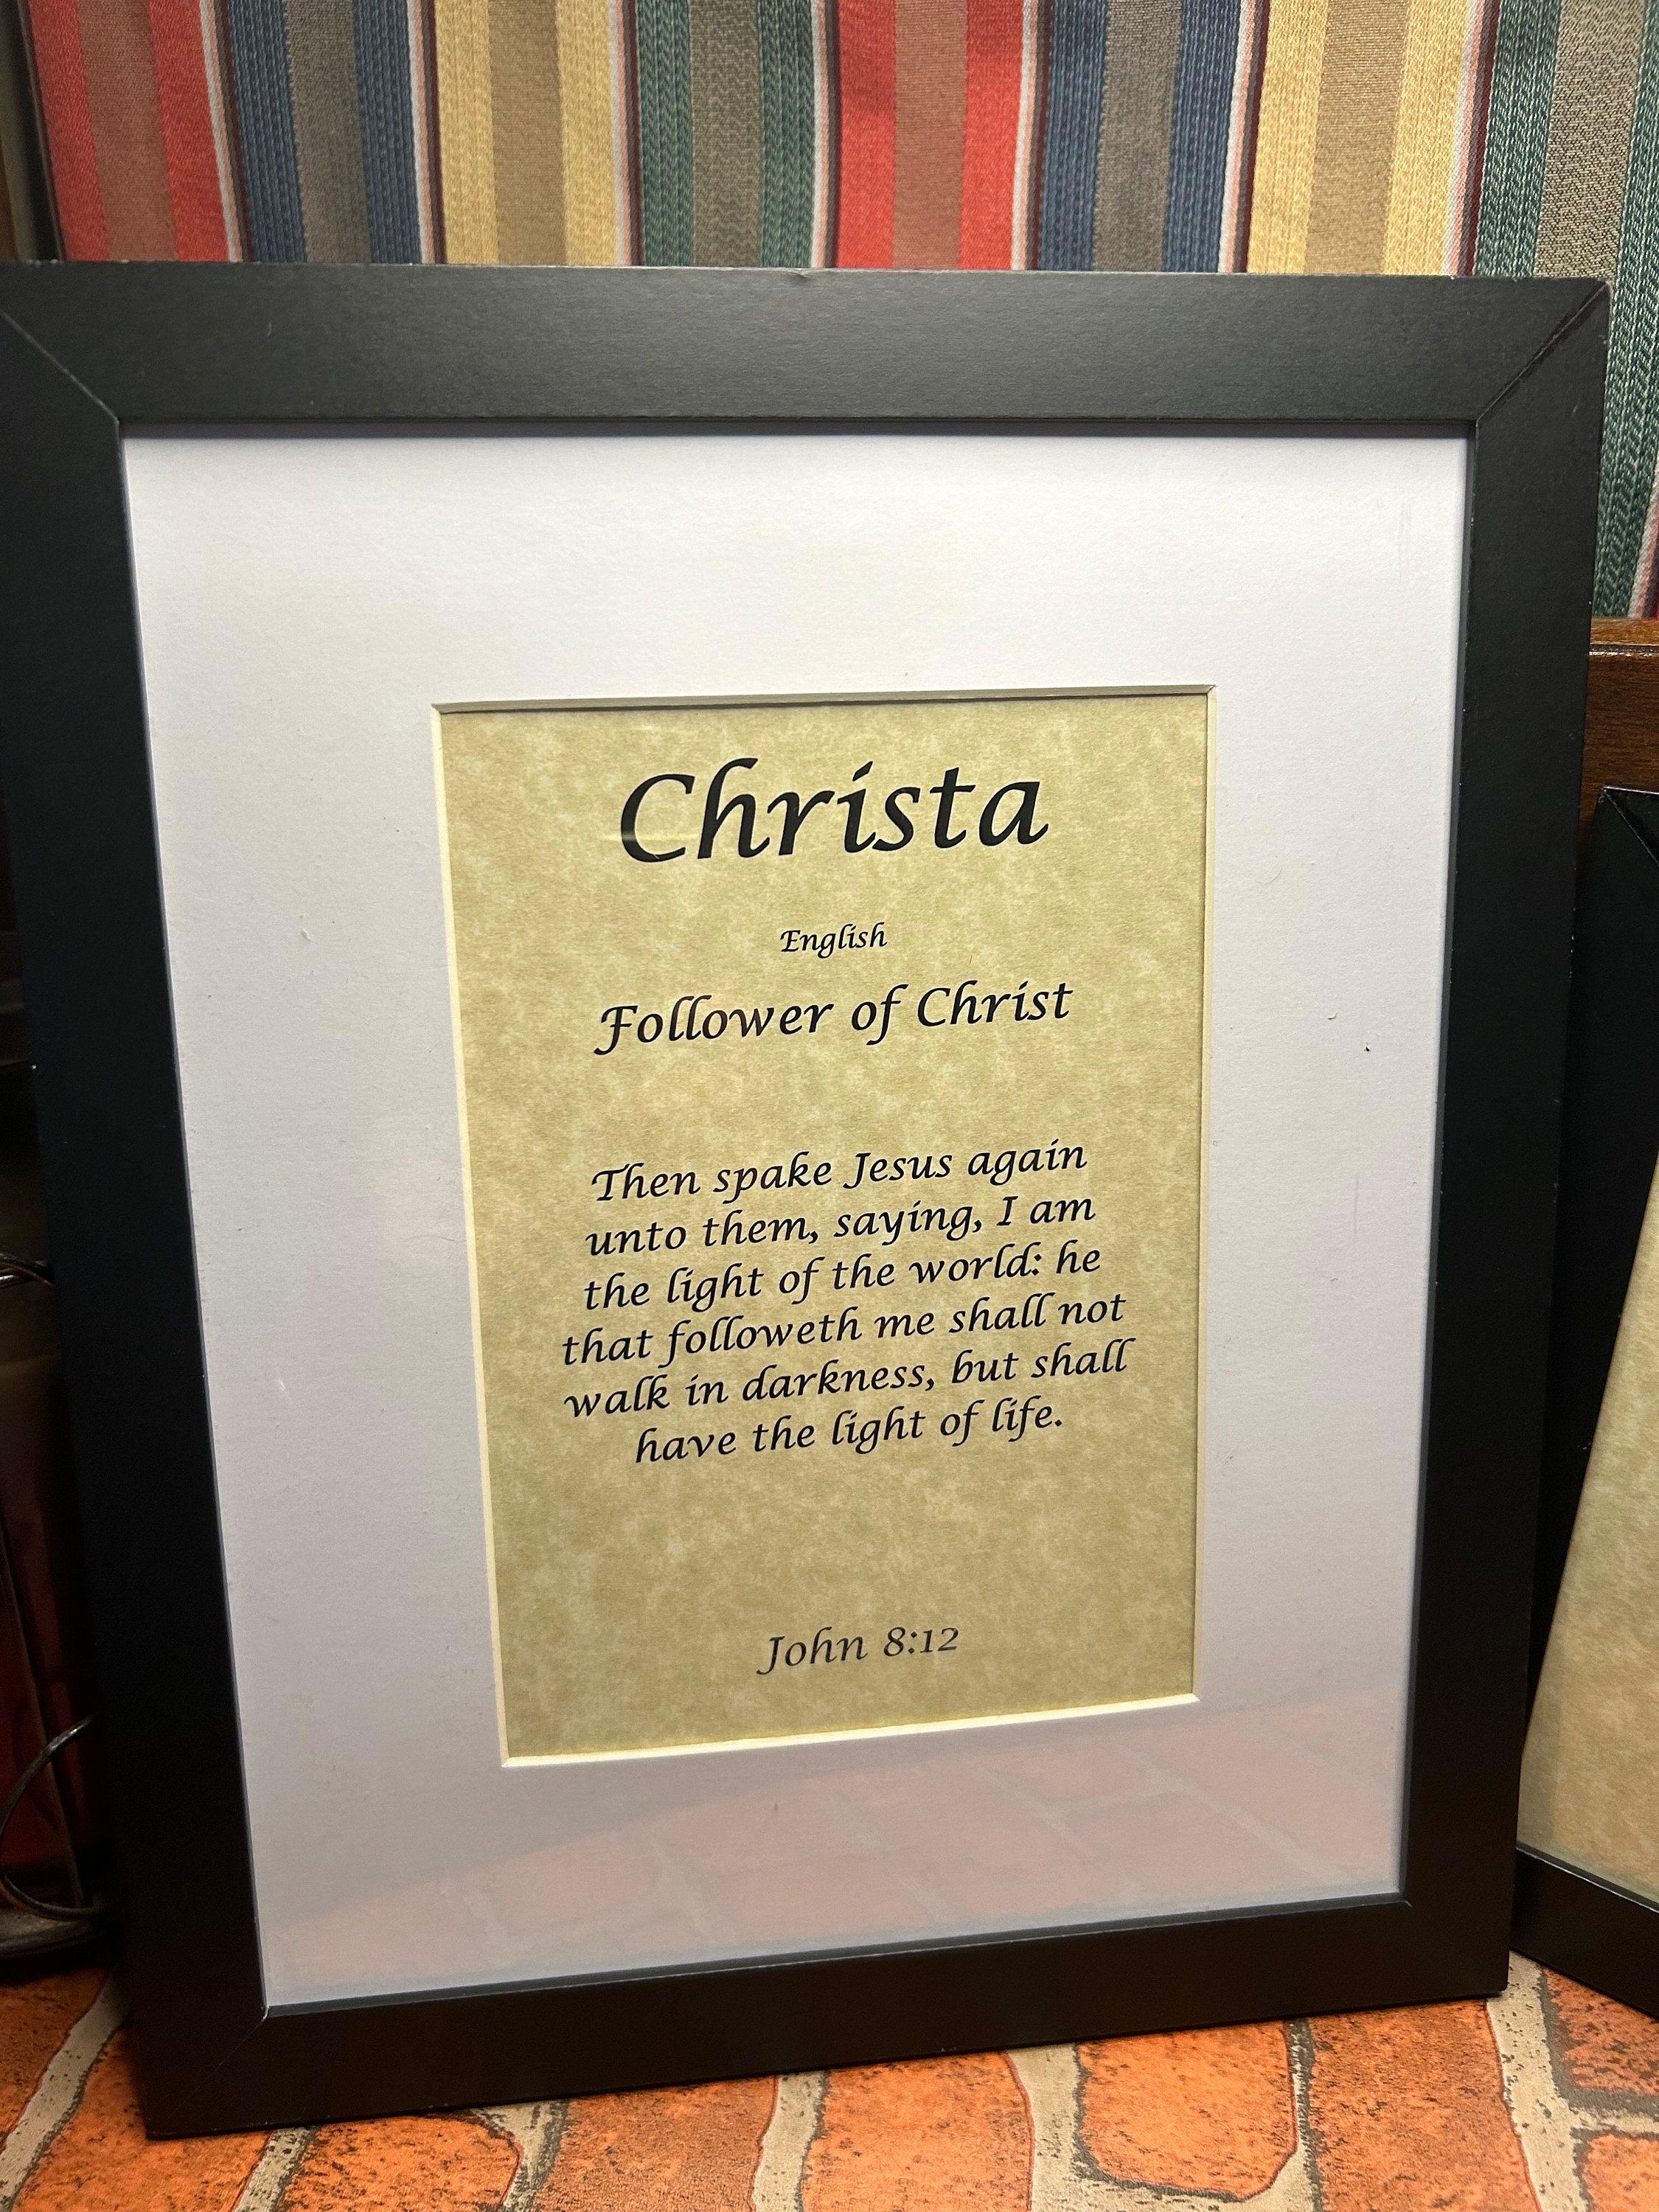 Christa
English
Follower of Christ
Then spake Jesus again
unto them, saying, I am
the light of the world: he
that followeth me shall not
walk in darkness, but shall
have the light of life.
John 8:12